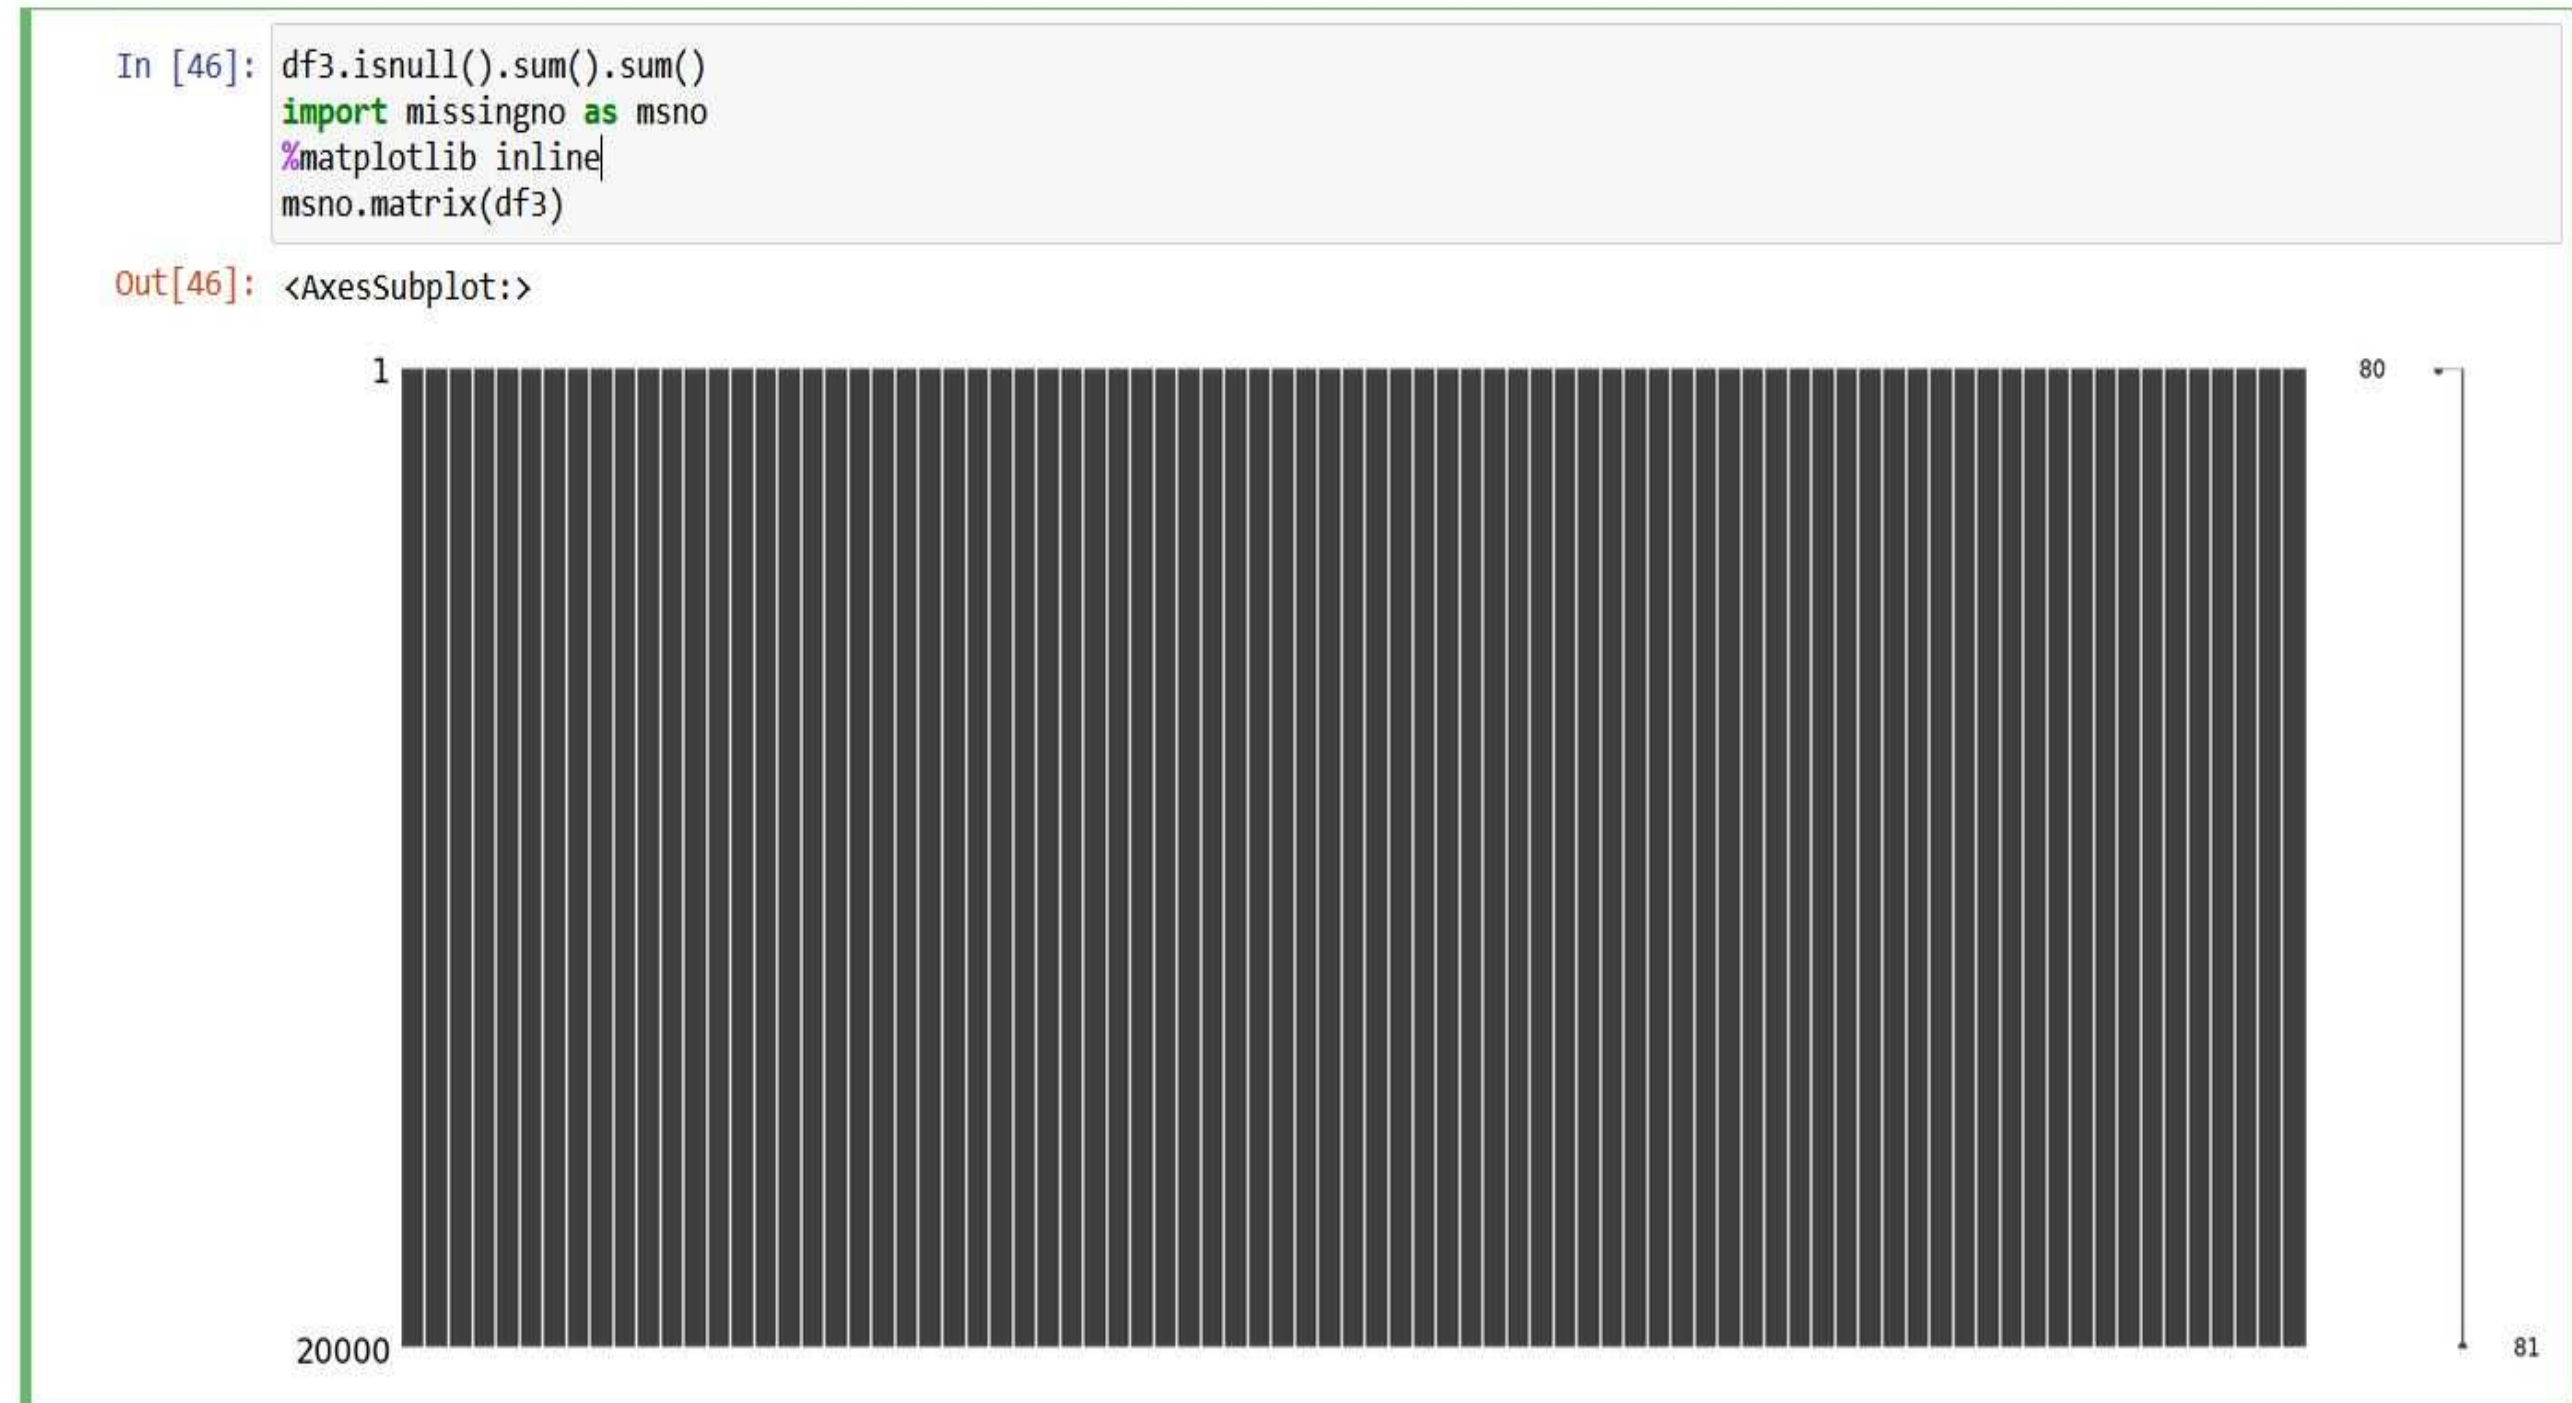 In [46]: df3.isnull().sum().sum()
import missingno as msno
%matplotlib inline
msno.matrix(df3)
Out[46]: <AxesSubplot:>
1
80
20000
81